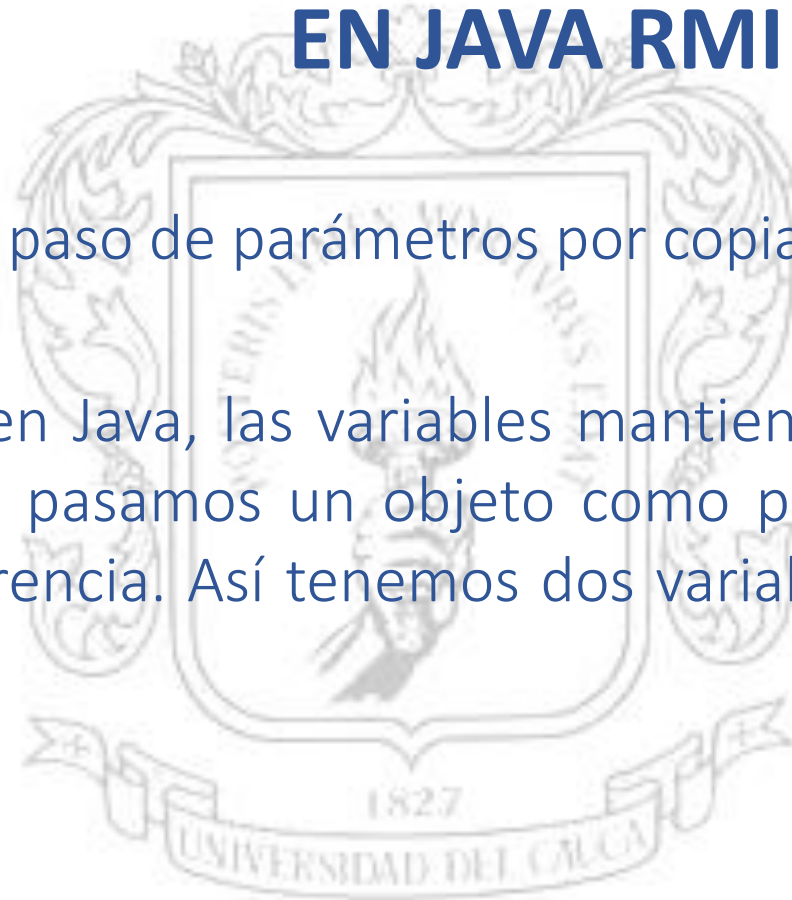 EN JAVA RMI
paso de parámetros por copia
en Java, las variables mantien
pasamos un objeto como p
rencia. Así tenemos dos varia
1827
UNIVERSIDAD DEL CAUCA